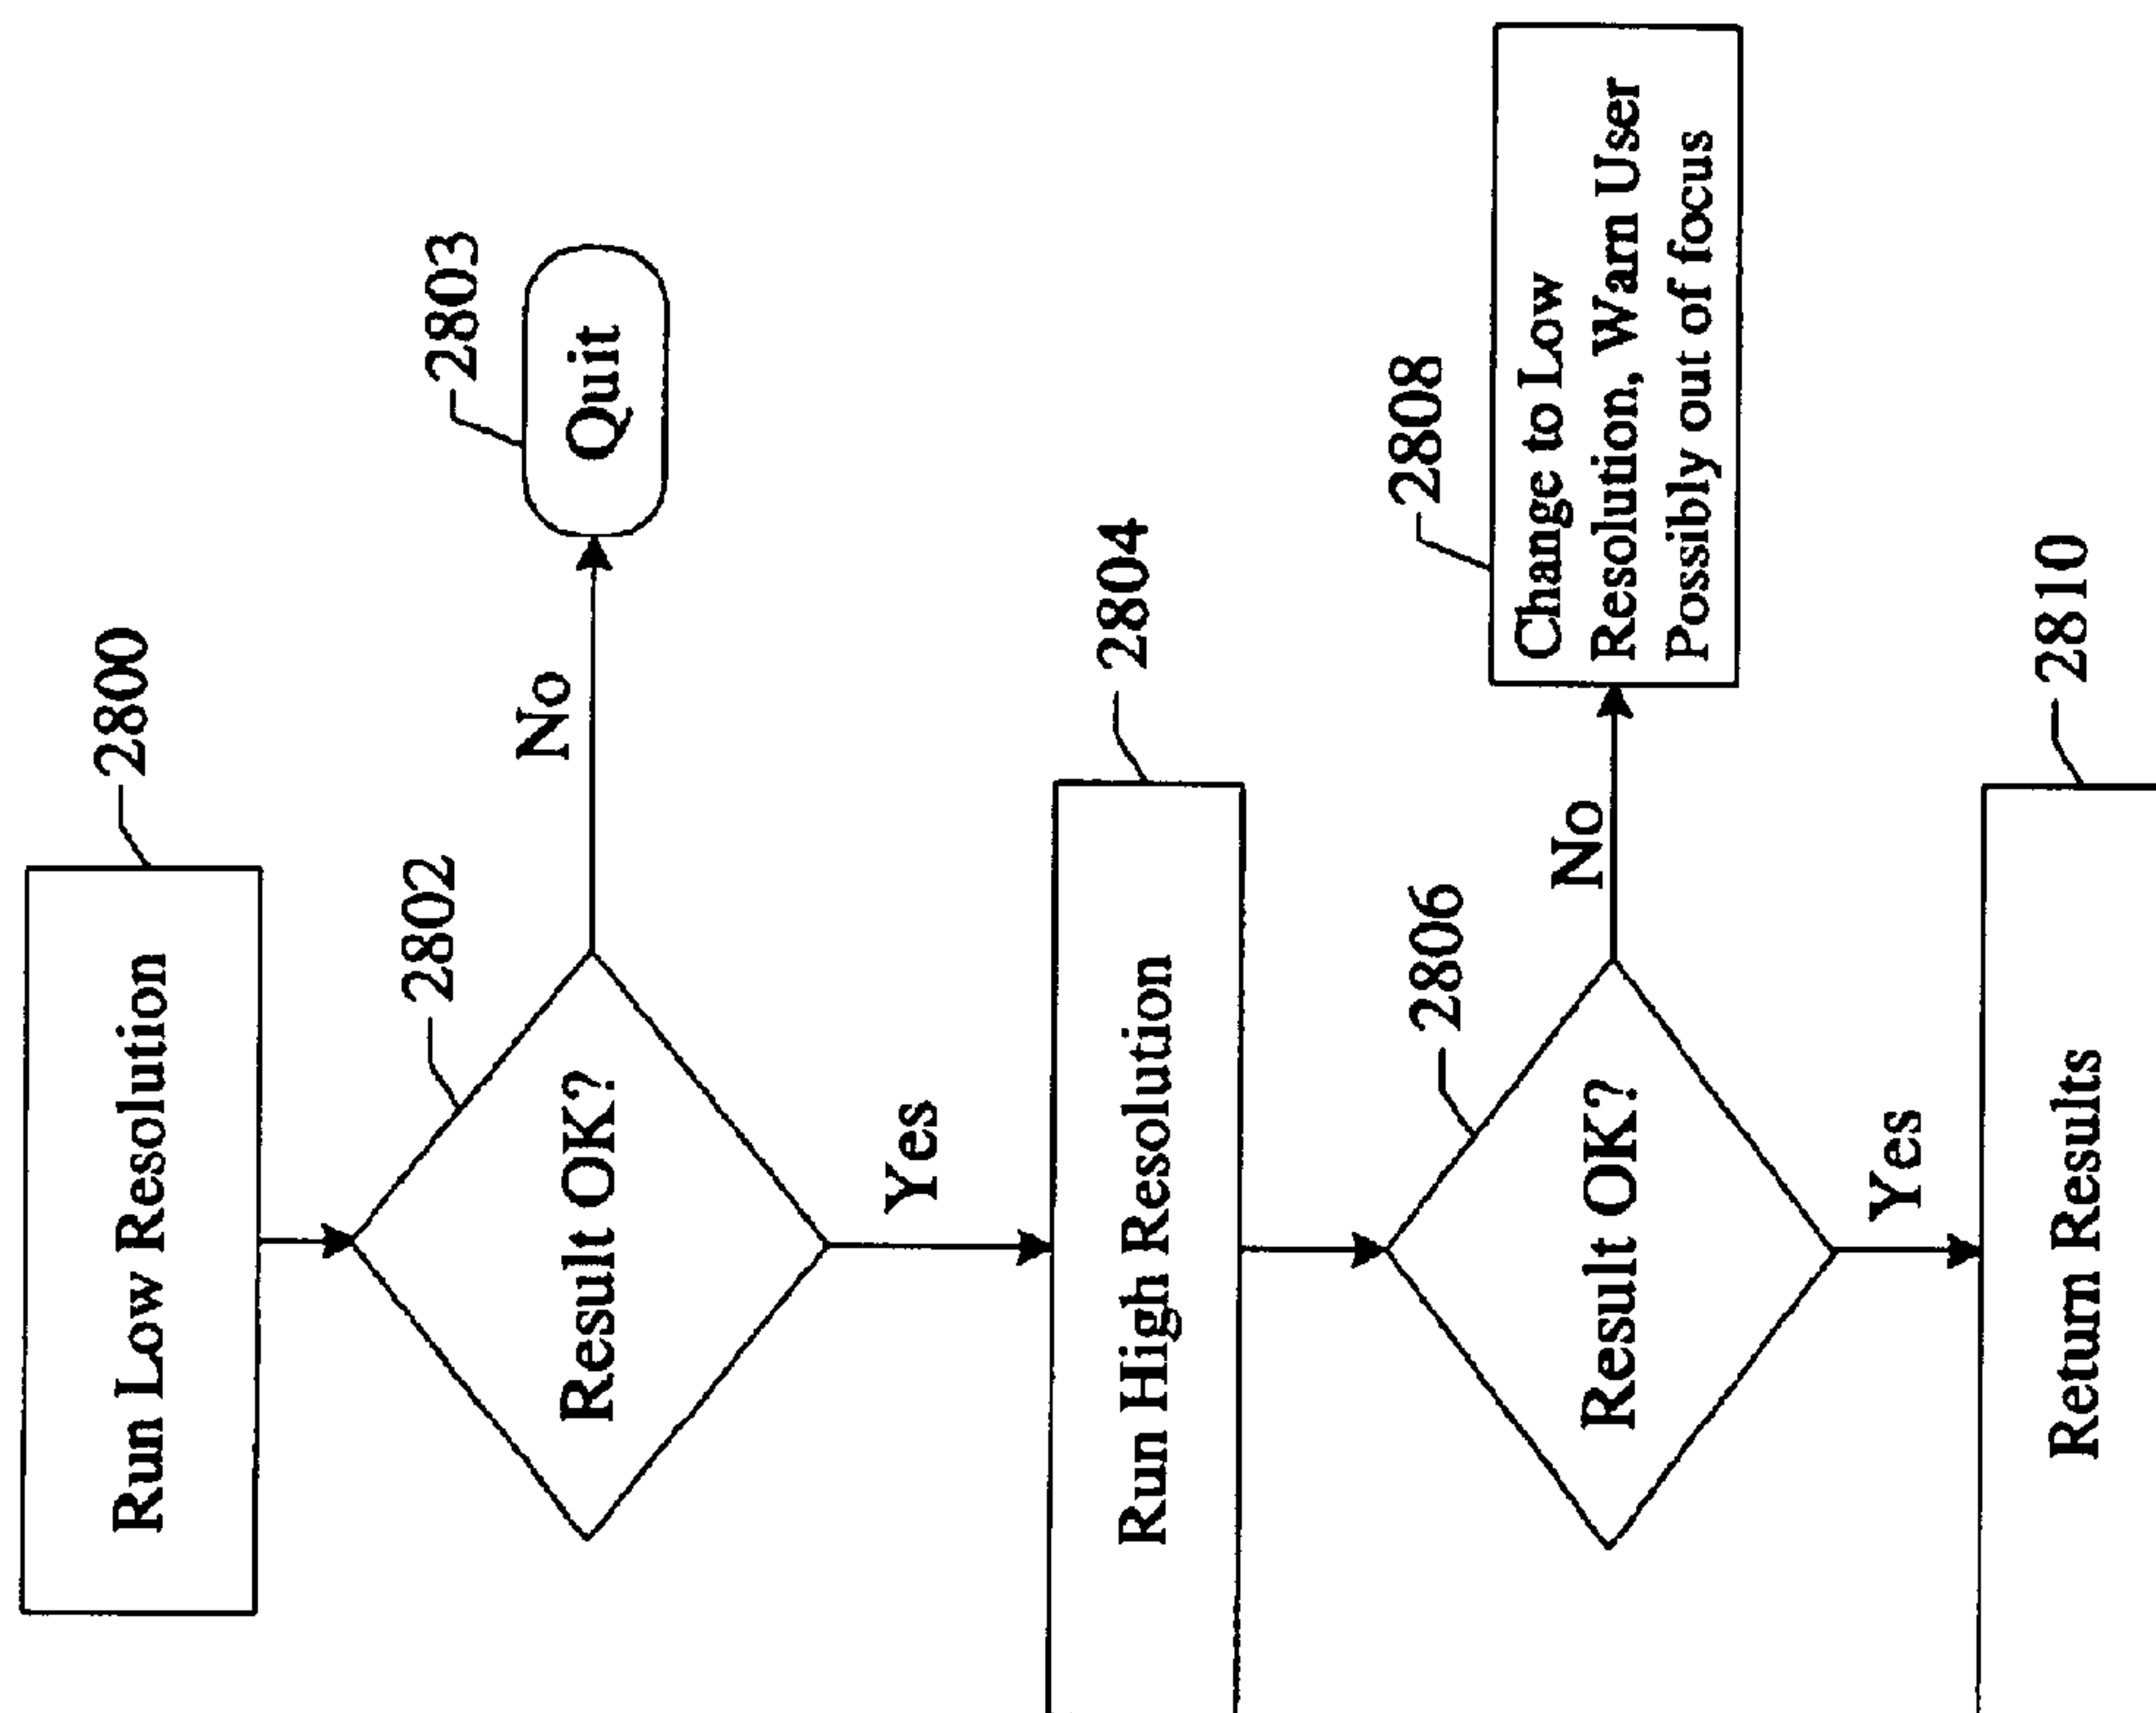 2800
Run Low Resolution
2802
Result OK?
No
2803
Quit
Yes
2804
Run High Resolution
2806
Result OK?
No
2808
Change to Low
Resolution, Warn User
Possibly out of focus
Yes
2810
Return Results